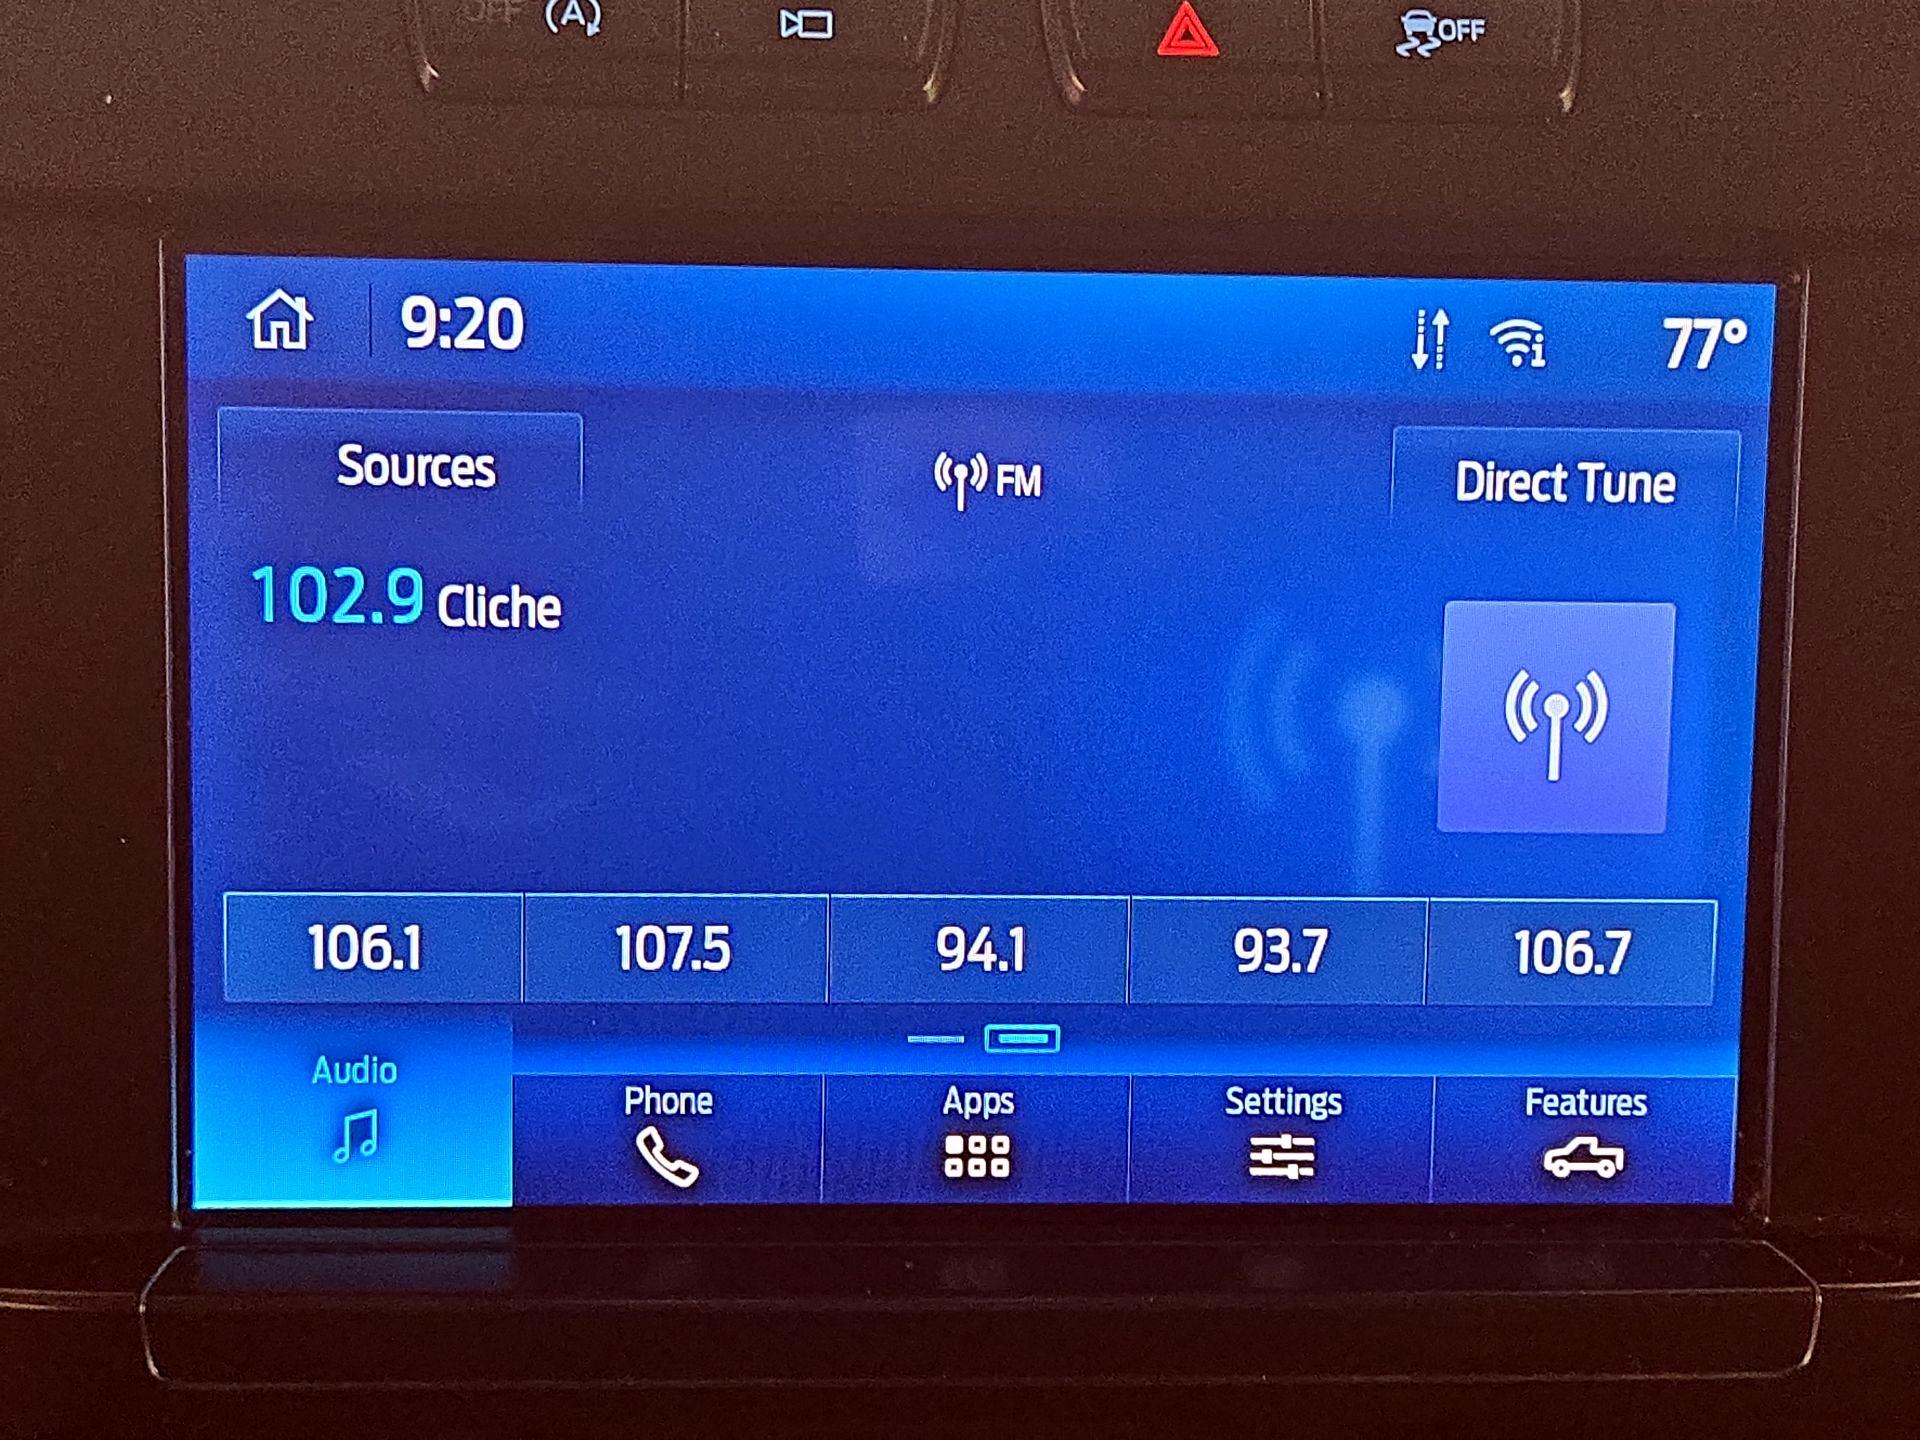 OFF (A)
OFF
9:20
77°
Sources
FM
Direct Tune
102.9 Cliche
106.1 107.5 94.1 93.7 106.7
Audio Phone Apps Settings Features